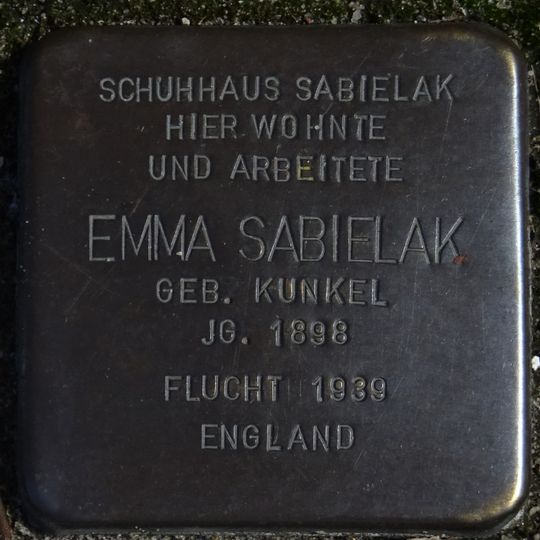 SCHUHHAUS SABIELAK
HIER WOHNTE
UND ARBEITETE
EMMA SABIELAK
GEB. KUNKEL
JG. 1898
FLUCHT 1939
ENGLAND